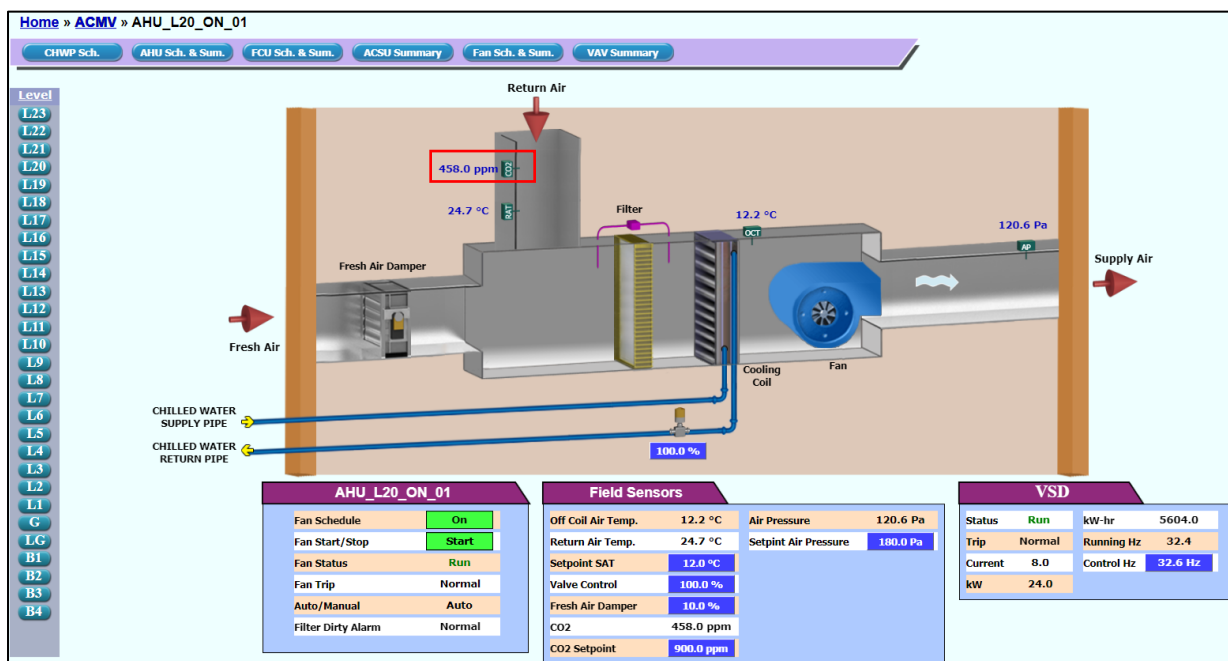 Home » ACMV » AHU_L20_ON_01
CHWP Sch. AHU Sch. & Sum. FCU Sch. & Sum. ACSU Summary Fan Sch. & Sum. VAV Summary
Level
L23
L22
L21
L20
L19
L18
L17
L16
L15
L14
L13
L12
L11
L10
L9
L8
L7
L6
L5
L4
L3
L2
L1
G
LG
B1
B2
B3
B4
Return Air
458.0 ppm CO2
24.7 °C RAT
Filter
12.2 °C
OCT
120.6 Pa
AP
Supply Air
Fresh Air Damper
Fresh Air
Cooling
Coil
Fan
CHILLED WATER
SUPPLY PIPE
CHILLED WATER
RETURN PIPE
100.0 %
AHU_L20_ON_01
Fan Schedule On
Fan Start/Stop Start
Fan Status Run
Fan Trip Normal
Auto/Manual Auto
Filter Dirty Alarm Normal
Field Sensors
Off Coil Air Temp. 12.2 °C Air Pressure 120.6 Pa
Return Air Temp. 24.7 °C Setpint Air Pressure 180.0 Pa
Setpoint SAT 12.0 °C
Valve Control 100.0 %
Fresh Air Damper 10.0 %
CO2 458.0 ppm
CO2 Setpoint 900.0 ppm
VSD
Status Run kW-hr 5604.0
Trip Normal Running Hz 32.4
Current 8.0 Control Hz 32.6 Hz
kW 24.0